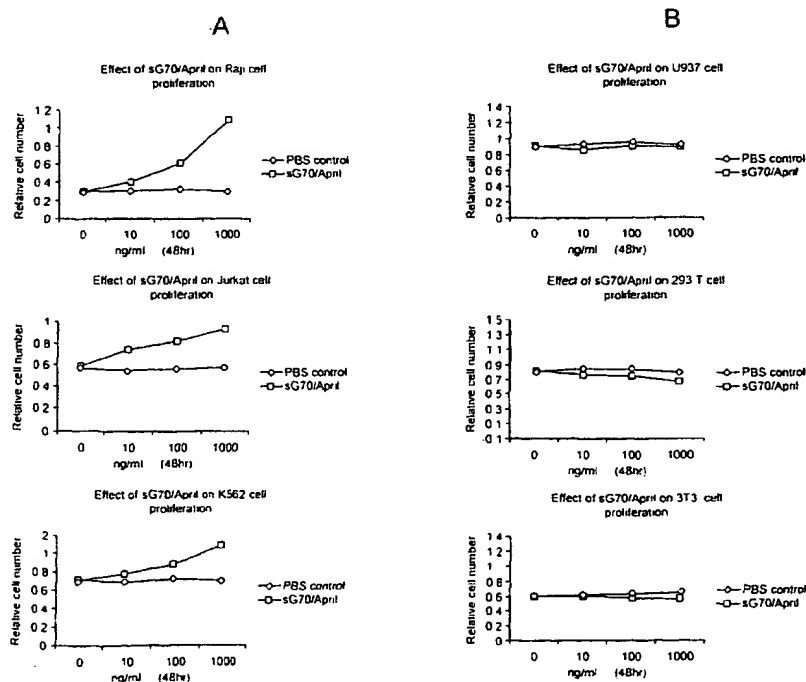 A
Effect of sG70/April on Raji cell
proliferation
Relative cell number
1 2
1
0 8
0 6
0 4
0 2
0
0 10 100 1000
ng/ml (48hr)
PBS control
sG70/April
Effect of sG70/April on Jurkat cell
proliferation
Relative cell number
1
0 8
0 6
0 4
0 2
0
0 10 100 1000
ng/ml (48hr)
PBS control
sG70/April
Effect of sG70/April on K562 cell
proliferation
Relative cell number
2
1
0 8
0 6
0 4
0 2
0
0 10 100 1000
ng/ml (48hr)
PBS control
sG70/April
B
Effect of sG70/April on U937 cell
proliferation
Relative cell number
1 4
1 2
1
0 8
0 6
0 4
0 2
0
0 10 100 1000
ng/ml (48hr)
PBS control
sG70/April
Effect of sG70/April on 293 T cell
proliferation
Relative cell number
1 5
1 3
1 1
0 9
0 7
0 5
0 3
0 1
-0 1
0 10 100 1000
ng/ml (48hr)
PBS control
sG70/April
Effect of sG70/April on 3T3 cell
proliferation
Relative cell number
1 4
1 2
1
0 8
0 6
0 4
0 2
0
0 10 100 1000
ng/ml (48hr)
PBS control
sG70/April